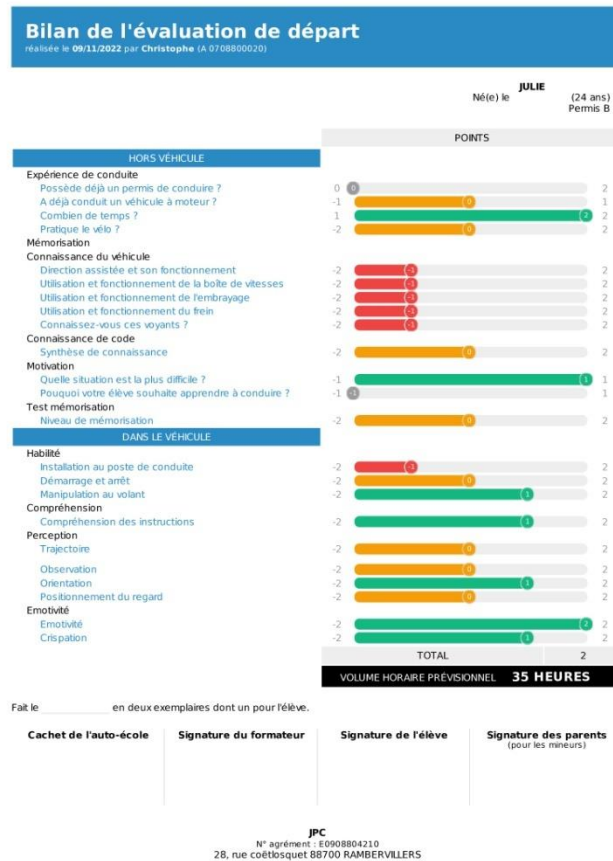 Bilan de l'évaluation de départ
réalisée le 09/11/2022 par Christophe (A 0708800020)
JULIE
Né(e) le (24 ans)
Permis B
POINTS
HORS VÉHICULE
Expérience de conduite
Possède déjà un permis de conduire ? 0 0 2
A déjà conduit un véhicule à moteur ? -1 0 1
Combien de temps ? 1 2 2
Pratique le vélo ? -2 0 2
Mémorisation
Connaissance du véhicule
Direction assistée et son fonctionnement -2 -1 2
Utilisation et fonctionnement de la boîte de vitesses -2 -1 2
Utilisation et fonctionnement de l'embrayage -2 -1 2
Utilisation et fonctionnement du frein -2 -1 2
Connaissez-vous ces voyants ? -2 -1 2
Connaissance de code
Synthèse de connaissance -2 0 2
Motivation
Quelle situation est la plus difficile ? -1 1 1
Pouquoi votre élève souhaite apprendre à conduire ? -1 -1 1
Test mémorisation
Niveau de mémorisation -2 0 2
DANS LE VÉHICULE
Habilité
Installation au poste de conduite -2 -1 2
Démarrage et arrêt -2 0 2
Manipulation au volant -2 1 2
Compréhension
Compréhension des instructions -2 1 2
Perception
Trajectoire -2 0 2
Observation -2 0 2
Orientation -2 1 2
Positionnement du regard -2 0 2
Emotivité
Emotivité -2 2 2
Crispation -2 1 2
TOTAL 2
VOLUME HORAIRE PRÉVISIONNEL 35 HEURES
Fait le ____________ en deux exemplaires dont un pour l'élève.
Cachet de l'auto-école Signature du formateur Signature de l'élève Signature des parents
(pour les mineurs)
JPC
N° agrément : E0908804210
28, rue coëtlosquet 88700 RAMBERVILLERS